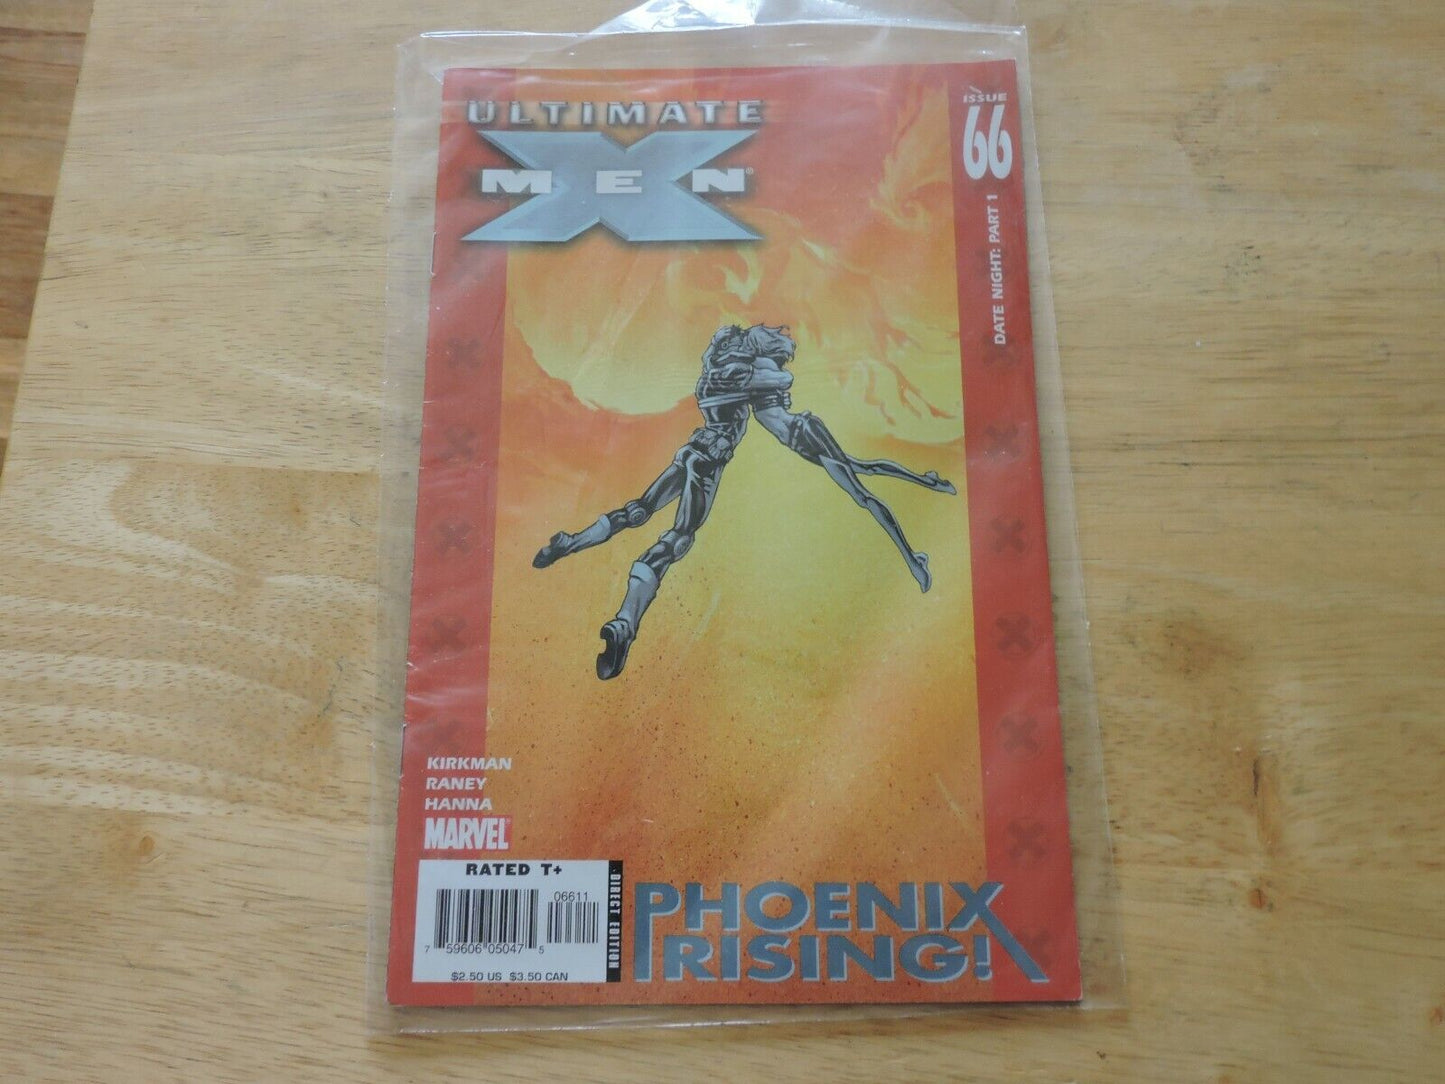 ULTIMATE
X
MEN®
ISSUE
66
DATE NIGHT: PART 1
KIRKMAN
RANEY
HANNA
MARVEL
RATED T+
06611
7 59606 05047 5
$2.50 US $3.50 CAN
DIRECT EDITION
PHOENIX
RISING!